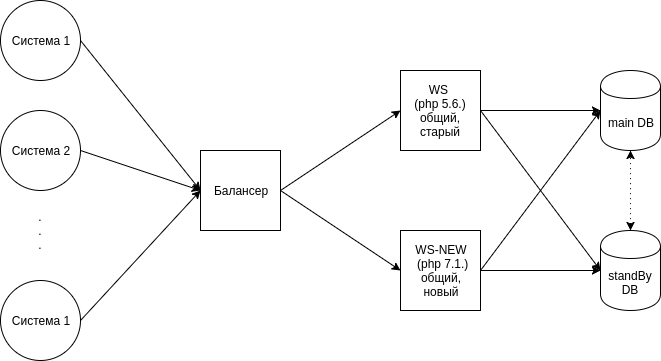 Система 1
Система 2
.
.
.
Система 1
Балансер
WS
(php 5.6.)
общий,
старый
WS-NEW
(php 7.1.)
общий,
новый
main DB
standBy
DB